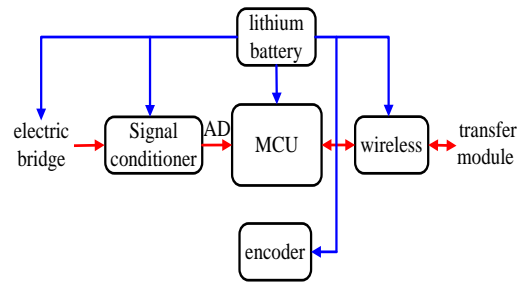 lithium
battery
electric
bridge
Signal
conditioner
AD
MCU
wireless
transfer
module
encoder